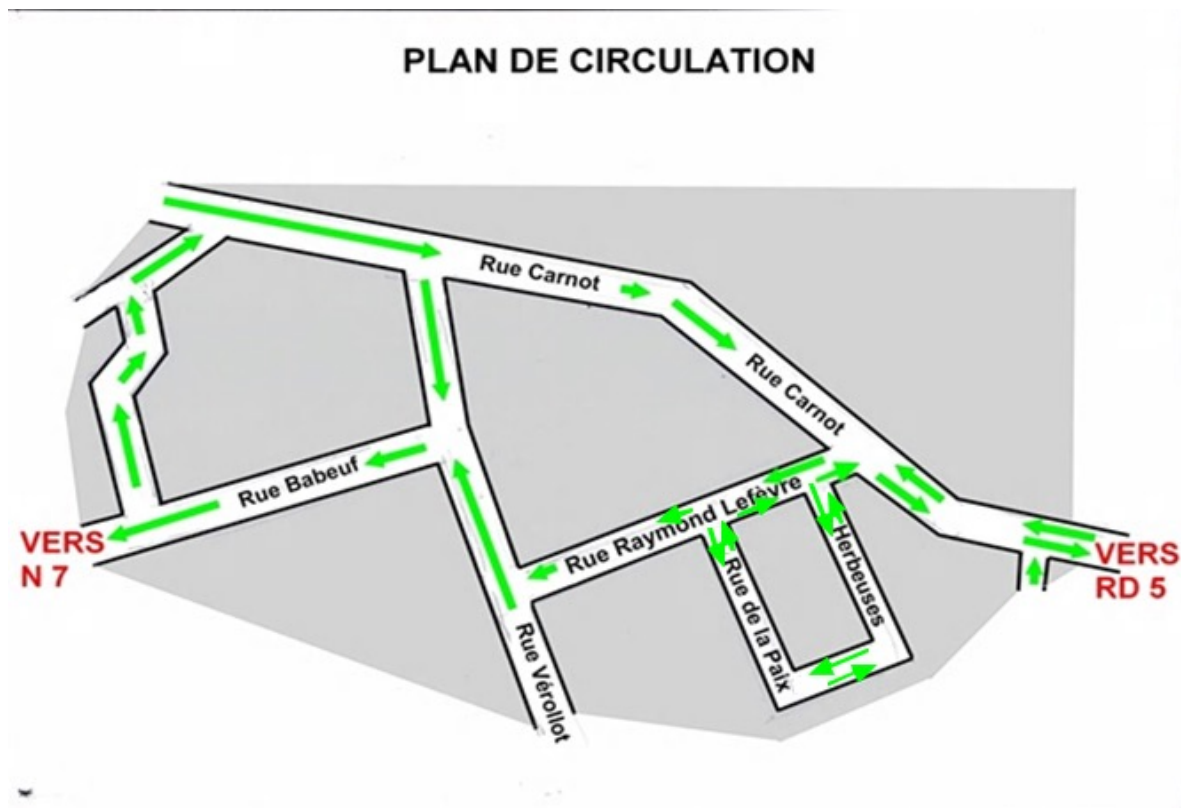 PLAN DE CIRCULATION
Rue Carnot
Rue Carnot
Rue Babeuf
Rue Raymond Lefèvre
Herbeuses
VERS
N 7
VERS
RD 5
Rue de la Paix
Rue Vérollot